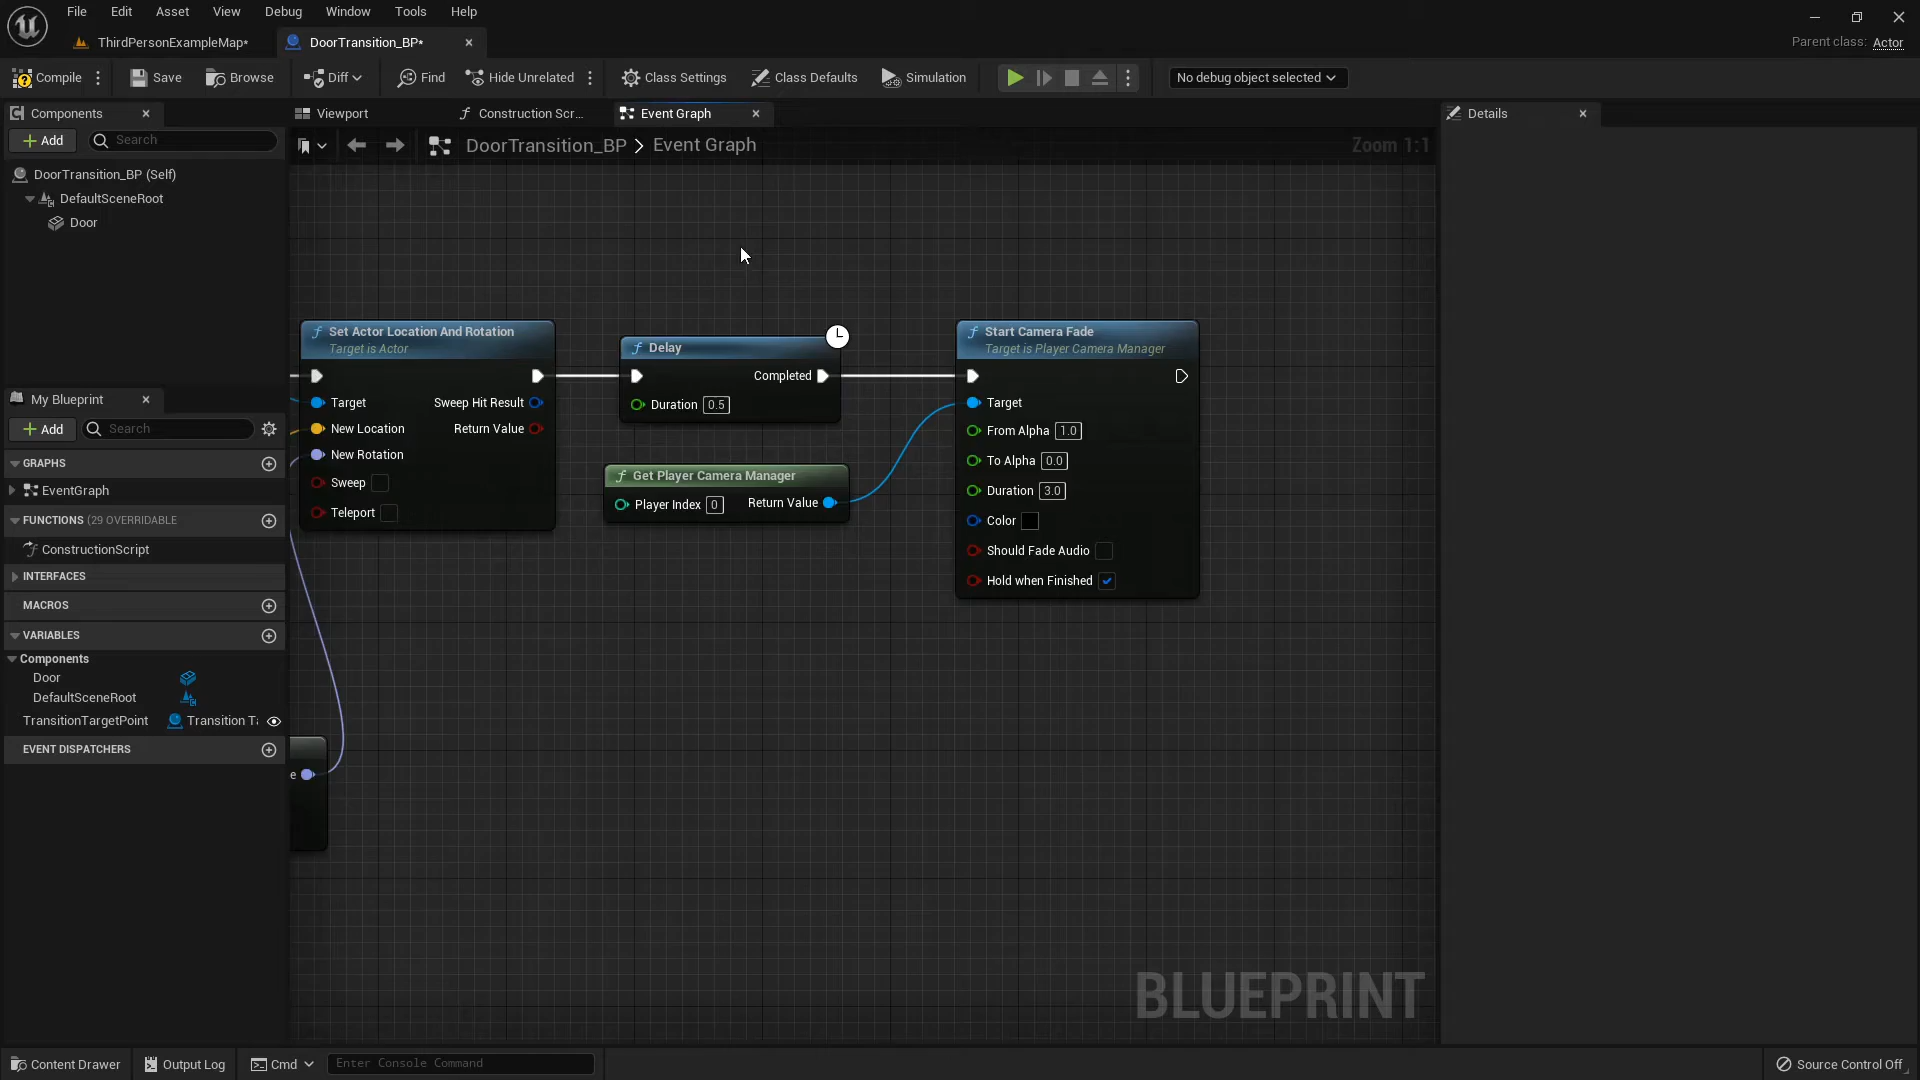 File Edit Asset View Debug Window Tools Help
ThirdPersonExampleMap*
DoorTransition_BP*
Parent class: Actor
Compile
Save
Browse
Diff
Find
Hide Unrelated
Class Settings
Class Defaults
Simulation
No debug object selected
Components
Add
Search
DoorTransition_BP (Self)
DefaultSceneRoot
Door
My Blueprint
Add
Search
GRAPHS
EventGraph
FUNCTIONS (29 OVERRIDABLE
ConstructionScript
INTERFACES
MACROS
VARIABLES
Components
Door
DefaultSceneRoot
TransitionTargetPoint Transition Ta
EVENT DISPATCHERS
Viewport
Construction Scr...
Event Graph
DoorTransition_BP > Event Graph
Zoom 1:1
Set Actor Location And Rotation
Target is Actor
Target Sweep Hit Result
New Location Return Value
New Rotation
Sweep
Teleport
Delay
Completed
Duration 0.5
Get Player Camera Manager
Player Index 0 Return Value
Start Camera Fade
Target is Player Camera Manager
Target
From Alpha 1.0
To Alpha 0.0
Duration 3.0
Color
Should Fade Audio
Hold when Finished
e
BLUEPRINT
Details
Content Drawer
Output Log
Cmd
Enter Console Command
Source Control Off